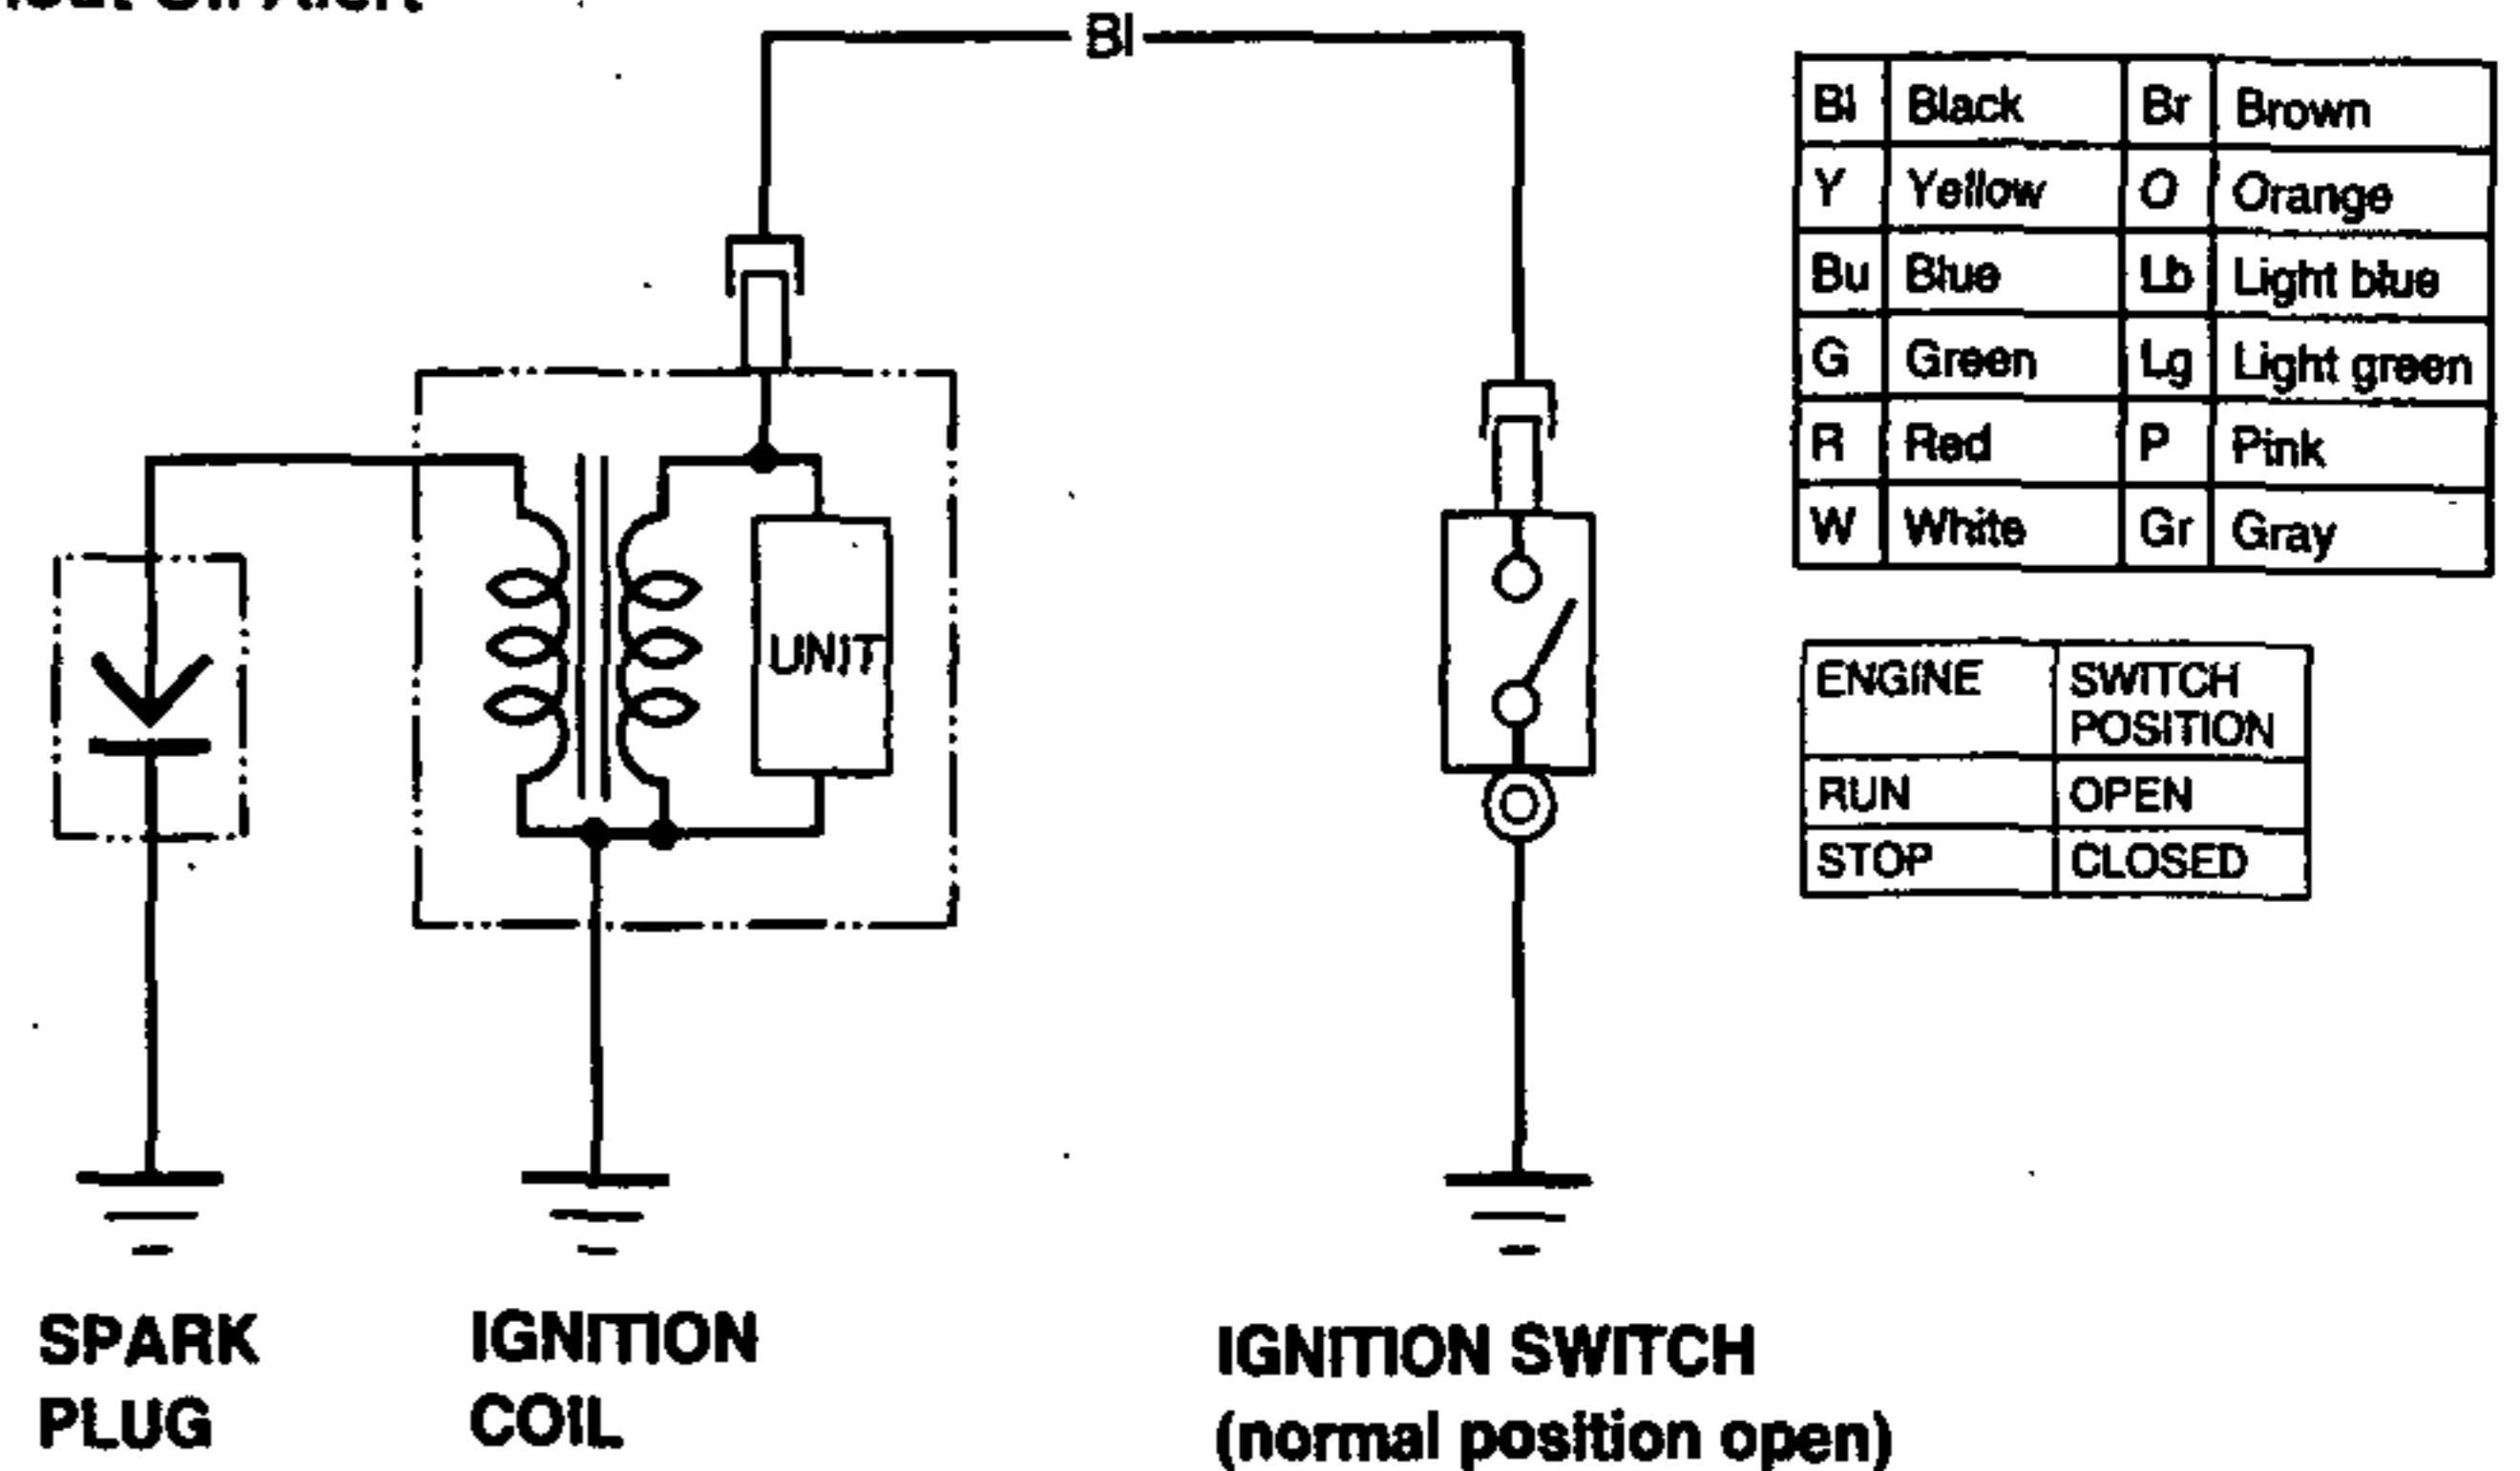 Bl
Bl Black Br Brown
Y Yellow O Orange
Bu Blue Lb Light blue
G Green Lg Light green
R Red P Pink
W White Gr Gray
UNIT
ENGINE SWITCH
POSITION
RUN OPEN
STOP CLOSED
SPARK
PLUG
IGNITION
COIL
IGNITION SWITCH
(normal position open)